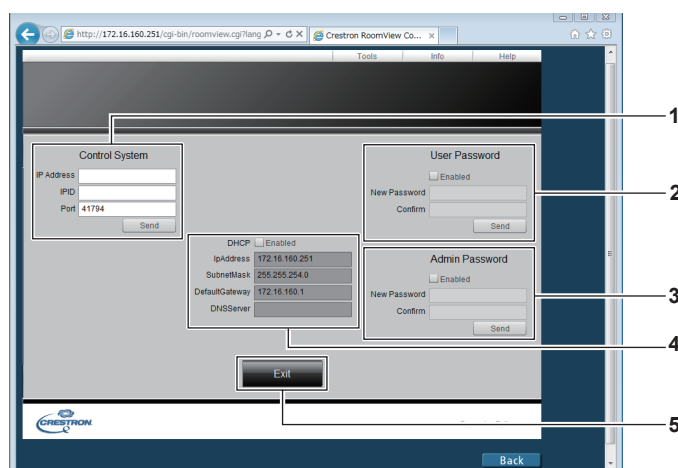 http://172.16.160.251/cgi-bin/roomview.cgi?lang
Crestron RoomView Co... ×
Tools Info Help
1
Control System
IP Address
IPID
Port 41794
Send
User Password
Enabled
New Password
Confirm
Send
2
DHCP Enabled
IpAddress 172.16.160.251
SubnetMask 255.255.254.0
DefaultGateway 172.16.160.1
DNSServer
Admin Password
Enabled
New Password
Confirm
Send
3
4
Exit
CRESTRON
5
Back